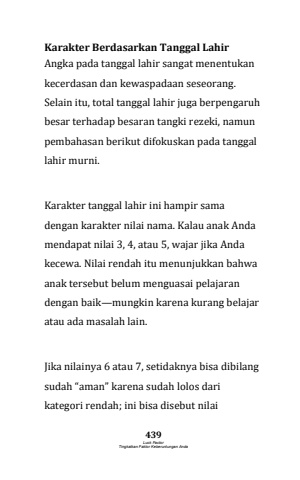 Karakter Berdasarkan Tanggal Lahir
Angka pada tanggal lahir sangat menentukan
kecerdasan dan kewaspadaan seseorang.
Selain itu, total tanggal lahir juga berpengaruh
besar terhadap besaran tangki rezeki, namun
pembahasan berikut difokuskan pada tanggal
lahir murni.
Karakter tanggal lahir ini hampir sama
dengan karakter nilai nama. Kalau anak Anda
mendapat nilai 3, 4, atau 5, wajar jika Anda
kecewa. Nilai rendah itu menunjukkan bahwa
anak tersebut belum menguasai pelajaran
dengan baik—mungkin karena kurang belajar
atau ada masalah lain.
Jika nilainya 6 atau 7, setidaknya bisa dibilang
sudah “aman” karena sudah lolos dari
kategori rendah; ini bisa disebut nilai
439
Luck Factor
Tingkatkan Faktor Keberuntungan Anda